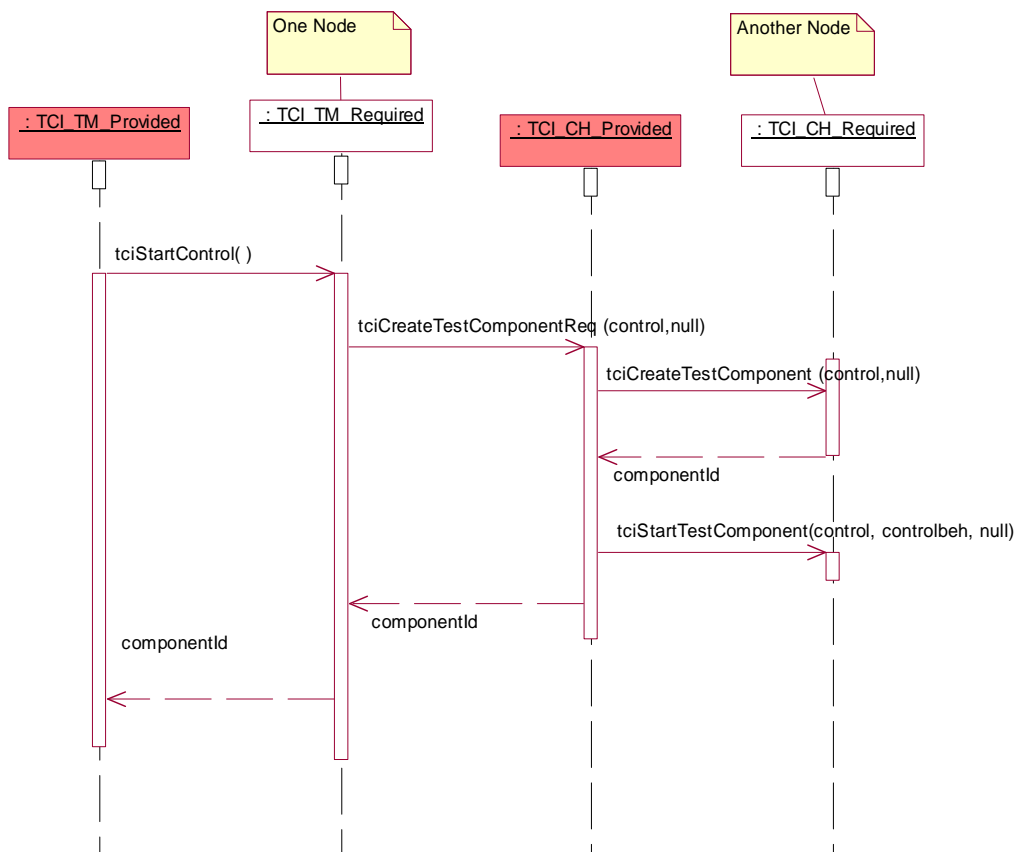 One Node
Another Node
: TCI_TM_Provided
: TCI_TM_Required
: TCI_CH_Provided
: TCI_CH_Required
tciStartControl( )
tciCreateTestComponentReq (control,null)
tciCreateTestComponent (control,null)
componentId
tciStartTestComponent(control, controlbeh, null)
componentId
componentId